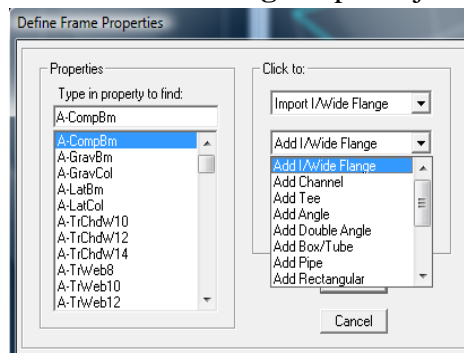 Define Frame Properties
Properties
Type in property to find:
A-CompBm
A-CompBm
A-GravBm
A-GravCol
A-LatBm
A-LatCol
A-TrChdW10
A-TrChdW12
A-TrChdW14
A-TrWeb8
A-TrWeb10
A-TrWeb12
Click to:
Import I/Wide Flange
Add I/Wide Flange
Add I/Wide Flange
Add Channel
Add Tee
Add Angle
Add Double Angle
Add Box/Tube
Add Pipe
Add Rectangular
Cancel